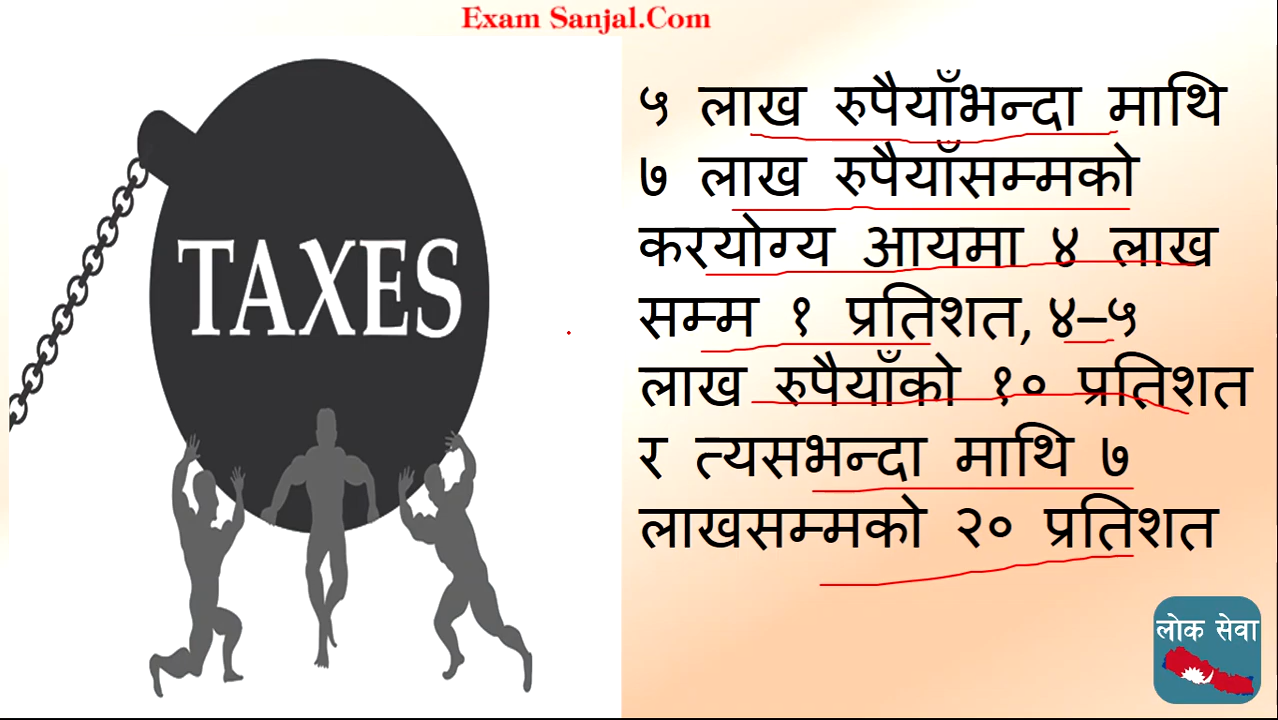 Exam Sanjal.Com
TAXES
५ लाख रुपैयाँभन्दा माथि
७ लाख रुपैयाँसम्मको
करयोग्य आयमा ४ लाख
सम्म १ प्रतिशत, ४–५
लाख रुपैयाँको १० प्रतिशत
र त्यसभन्दा माथि ७
लाखसम्मको २० प्रतिशत
लोक सेवा